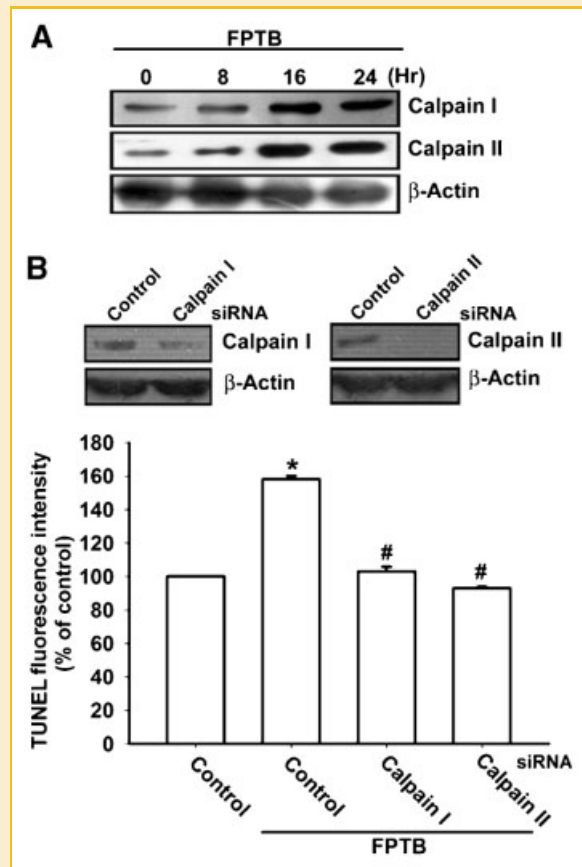 A
FPTB
0 8 16 24 (Hr)
Calpain I
Calpain II
β-Actin
B
Control Calpain I siRNA
Calpain I
β-Actin
Control Calpain II siRNA
Calpain II
β-Actin
TUNEL fluorescence intensity
(% of control)
180
160
140
120
100
80
60
40
20
0
*
#
#
Control Control Calpain I Calpain II siRNA
FPTB